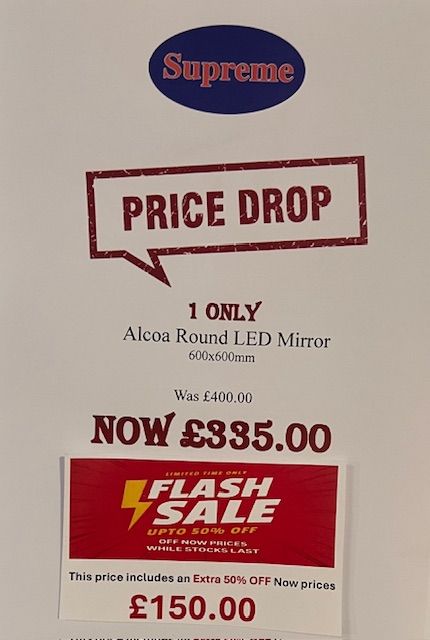 Supreme
PRICE DROP
1 ONLY
Alcoa Round LED Mirror
600x600mm
Was £400.00
NOW £335.00
LIMITED TIME ONLY
FLASH
SALE
UPTO 50% OFF
OFF NOW PRICES
WHILE STOCKS LAST
This price includes an Extra 50% OFF Now prices
£150.00